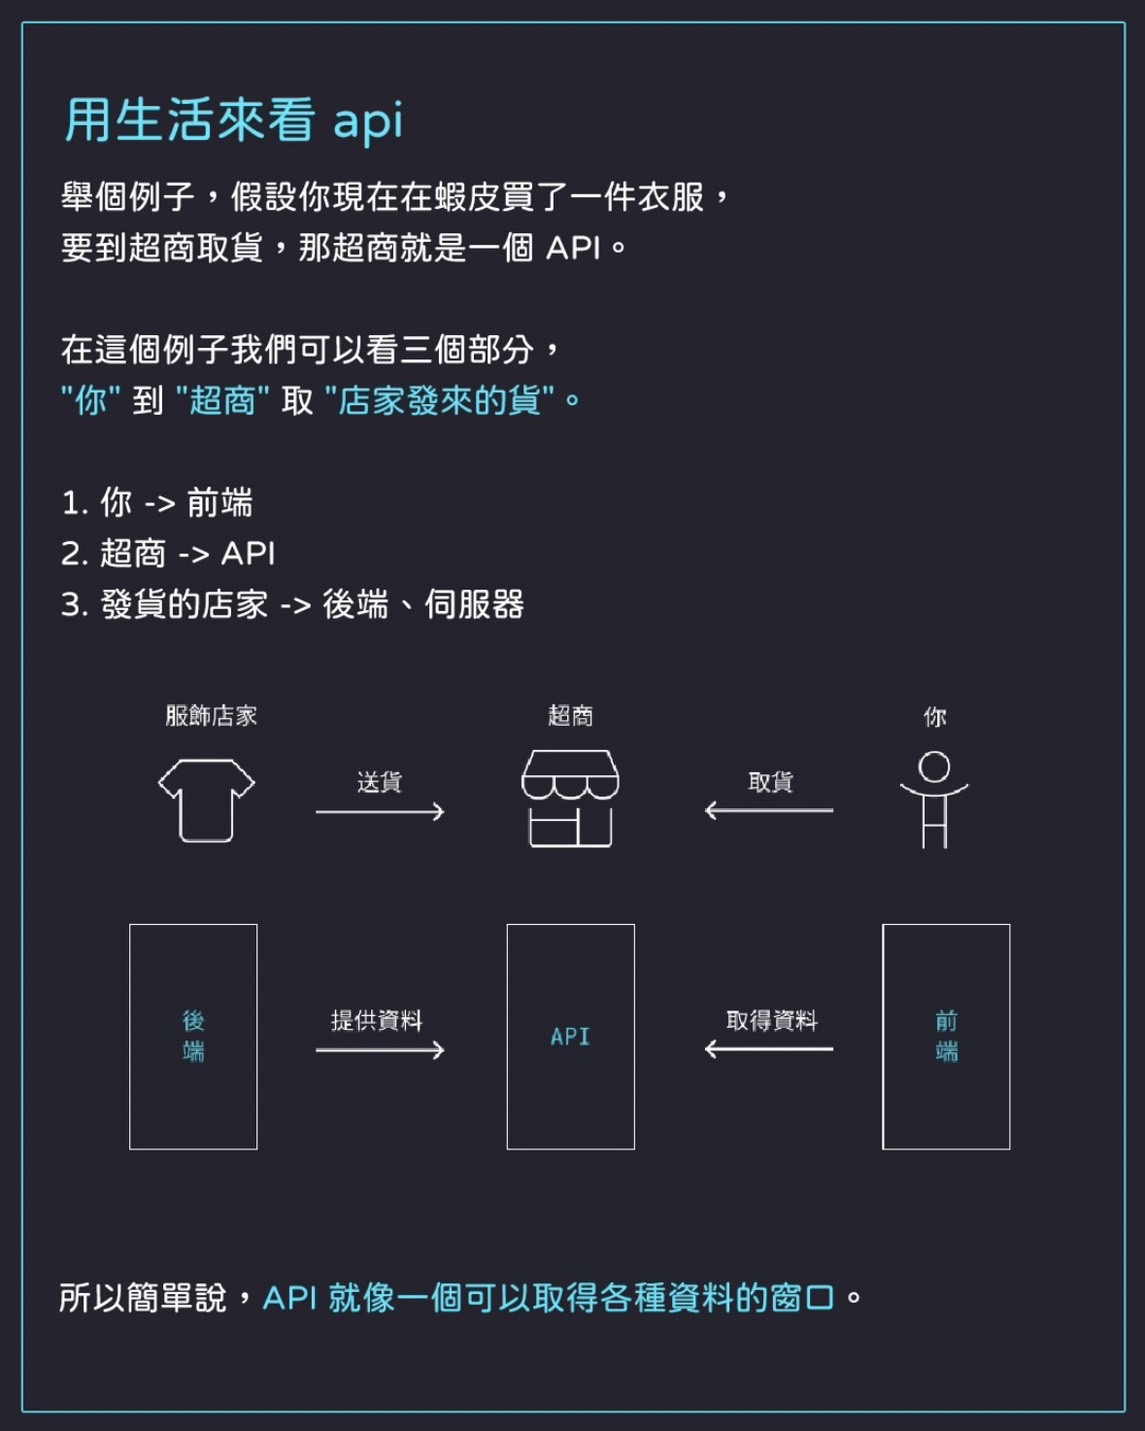 用生活來看 api
舉個例子，假設你現在在蝦皮買了一件衣服，
要到超商取貨，那超商就是一個 API。
在這個例子我們可以看三個部分，
"你" 到 "超商" 取 "店家發來的貨"。
1. 你 -> 前端
2. 超商 -> API
3. 發貨的店家 -> 後端、伺服器
服飾店家
超商
你
送貨
取貨
後
端
提供資料
API
取得資料
前
端
所以簡單說，API 就像一個可以取得各種資料的窗口。